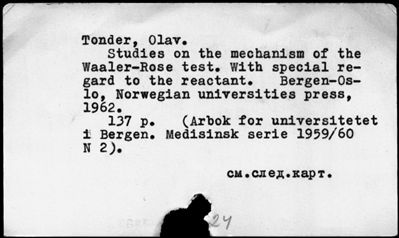 Tonder, Olav.
Studies on the mechanism of the
Waaler-Rose test. With special re-
gard to the reactant. Bergen-Os-
lo, Norwegian universities press,
1962.
137 p. (Arbok for universitetet
i Bergen. Medisinsk serie 1959/60
N 2).
см.след.карт.
24